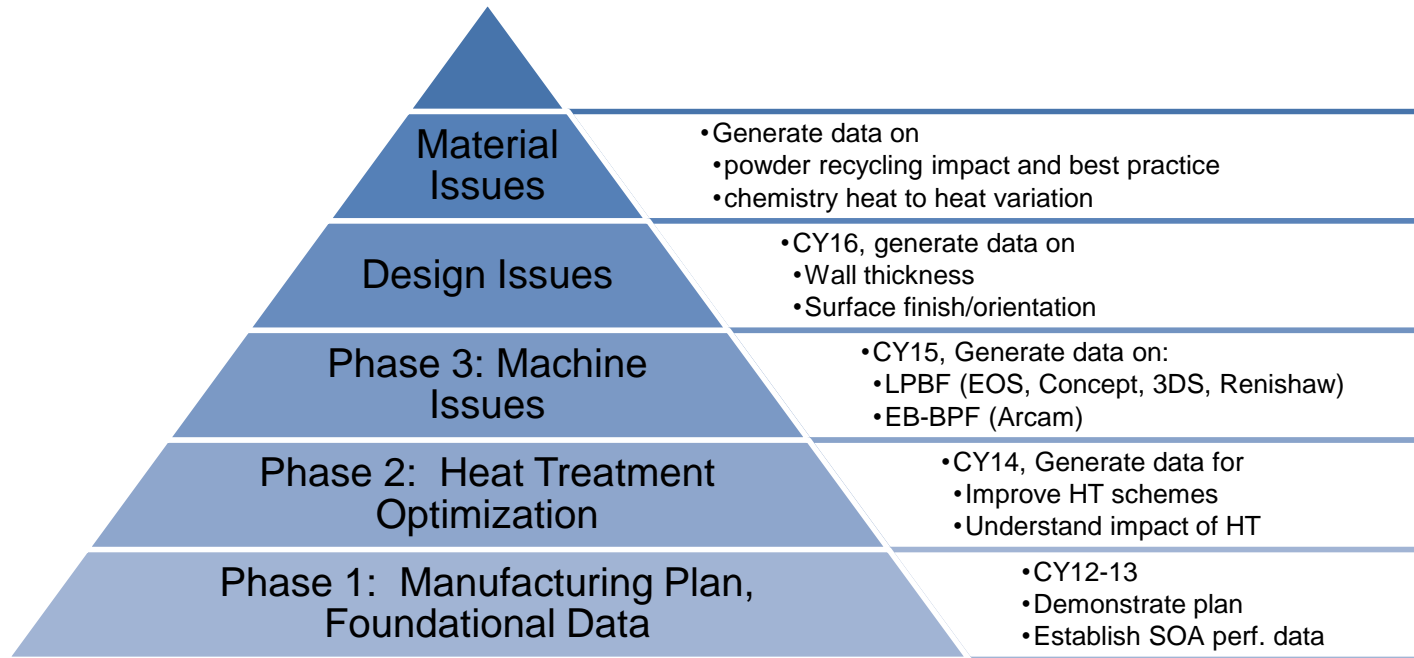 Material
Issues
•Generate data on
•powder recycling impact and best practice
•chemistry heat to heat variation
Design Issues
•CY16, generate data on
•Wall thickness
•Surface finish/orientation
Phase 3: Machine
Issues
•CY15, Generate data on:
•LPBF (EOS, Concept, 3DS, Renishaw)
•EB-BPF (Arcam)
Phase 2:  Heat Treatment
Optimization
•CY14, Generate data for
•Improve HT schemes
•Understand impact of HT
Phase 1:  Manufacturing Plan,
Foundational Data
•CY12-13
•Demonstrate plan
•Establish SOA perf. data